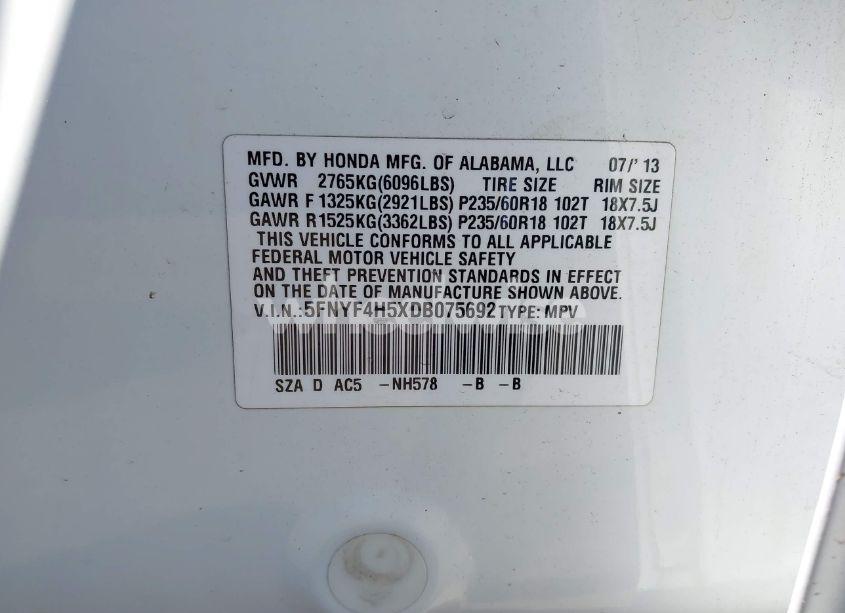 MFD. BY HONDA MFG. OF ALABAMA, LLC 07/'13
GVWR 2765KG(6096LBS) TIRE SIZE RIM SIZE
GAWR F 1325KG(2921LBS) P235/60R18 102T 18X7.5J
GAWR R1525KG(3362LBS) P235/60R18 102T 18X7.5J
THIS VEHICLE CONFORMS TO ALL APPLICABLE
FEDERAL MOTOR VEHICLE SAFETY
AND THEFT PREVENTION STANDARDS IN EFFECT
ON THE DATE OF MANUFACTURE SHOWN ABOVE.
V.I.N.:5FNYF4H5XDB075692 TYPE: MPV
SZA D AC5 -NH578 -B -B